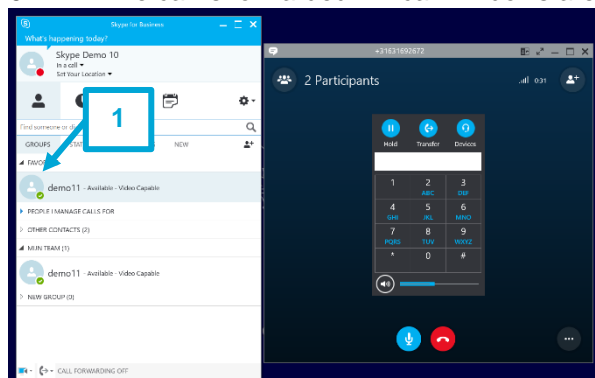 Skype for Business
What's happening today?
Skype Demo 10
In a call
Set Your Location
1
Find someone or di
GROUPS STAT NEW
FAVO
demo11 - Available - Video Capable
PEOPLE I MANAGE CALLS FOR
OTHER CONTACTS (2)
MIJN TEAM (1)
demo11 - Available - Video Capable
NEW GROUP (0)
CALL FORWARDING OFF
+31631692672
2 Participants
0:31
Hold Transfer Devices
1 2 3
ABC DEF
4 5 6
GHI JKL MNO
7 8 9
PQRS TUV WXYZ
* 0 #